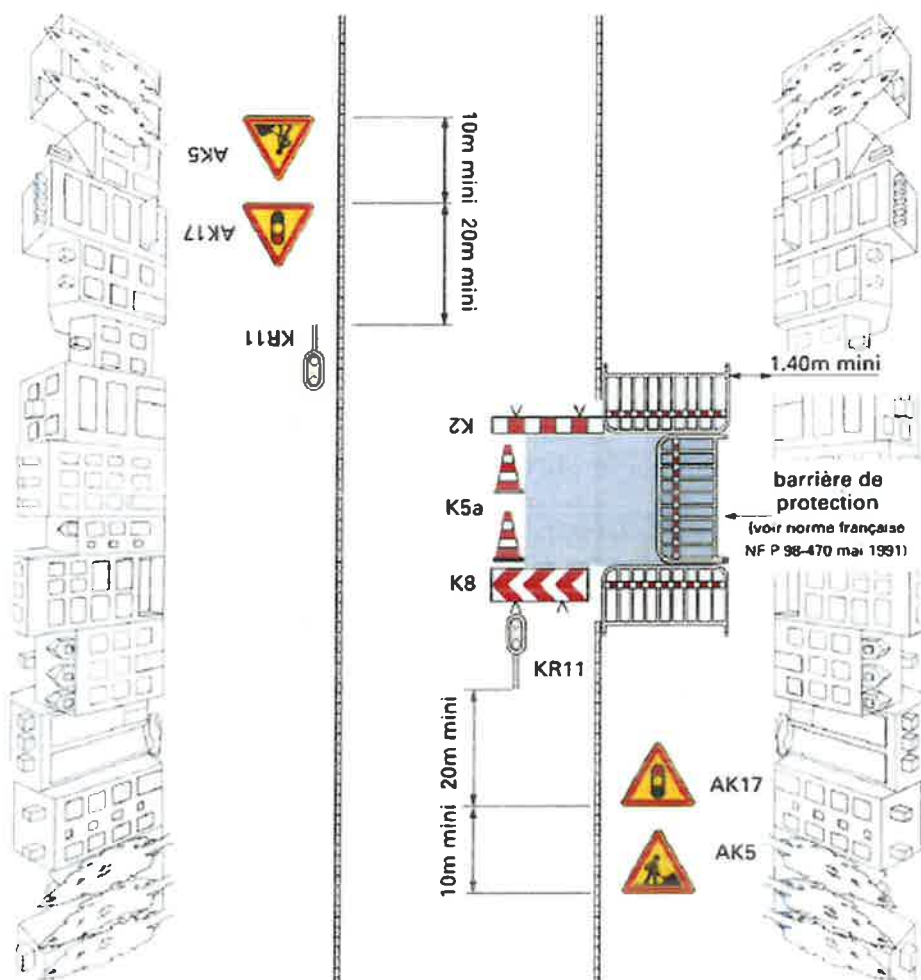 AK5
10m mini
AK17
20m mini
KR11
1.40m mini
K2
barrière de
protection
(voir norme française
NF P 98-470 mai 1991)
K5a
K8
KR11
20m mini
AK17
10m mini
AK5